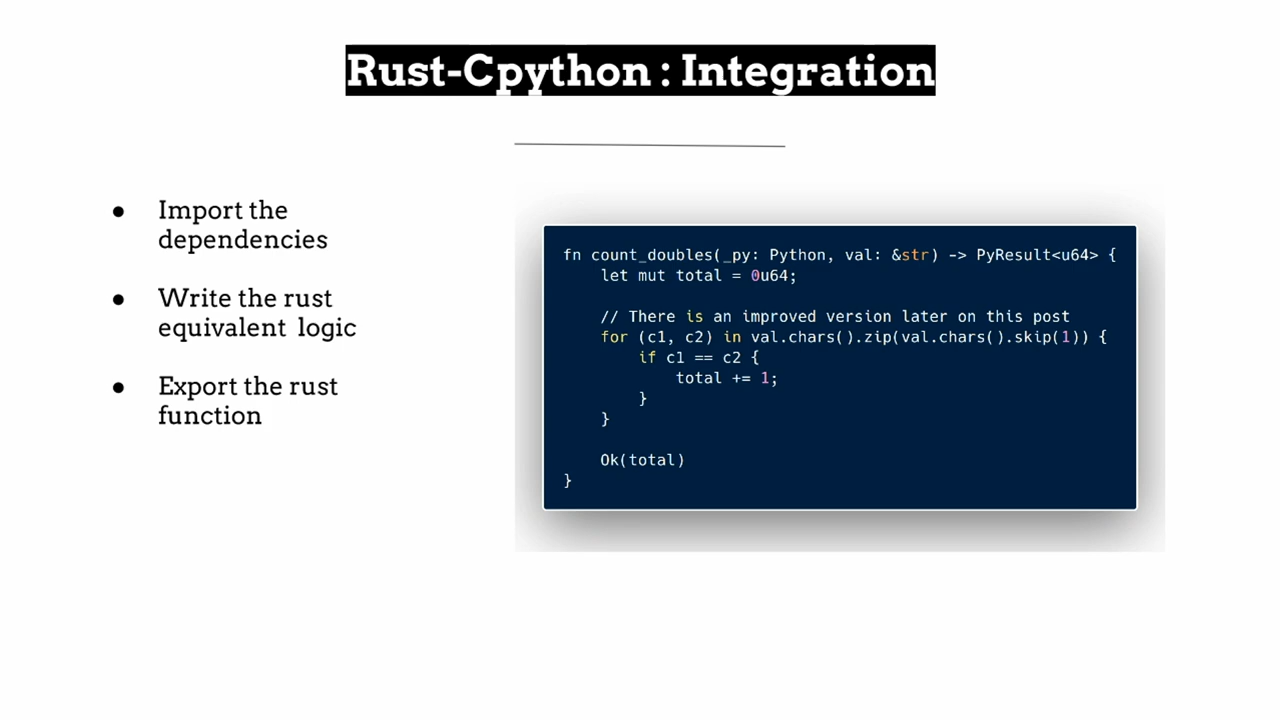 Rust-Cpython : Integration
● Import the
dependencies
● Write the rust
equivalent logic
● Export the rust
function
fn count_doubles(_py: Python, val: &str) -> PyResult<u64> {
    let mut total = 0u64;
    // There is an improved version later on this post
    for (c1, c2) in val.chars().zip(val.chars().skip(1)) {
        if c1 == c2 {
            total += 1;
        }
    }
    Ok(total)
}